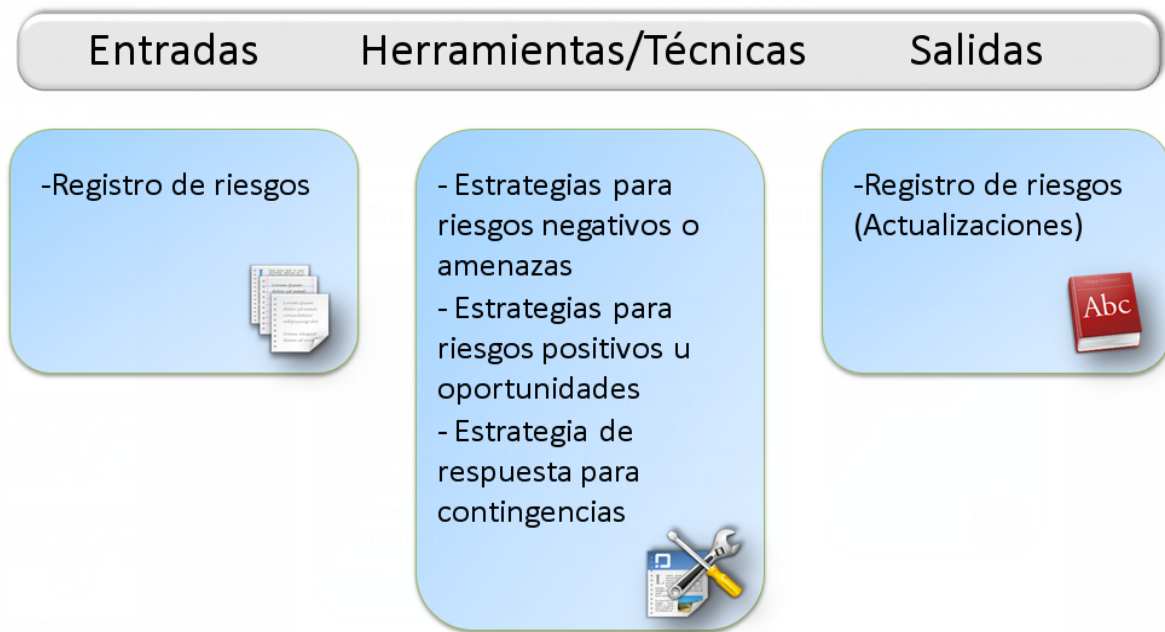 Entradas Herramientas/Técnicas Salidas
-Registro de riesgos
- Estrategias para
riesgos negativos o
amenazas
- Estrategias para
riesgos positivos u
oportunidades
- Estrategia de
respuesta para
contingencias
-Registro de riesgos
(Actualizaciones)
Abc